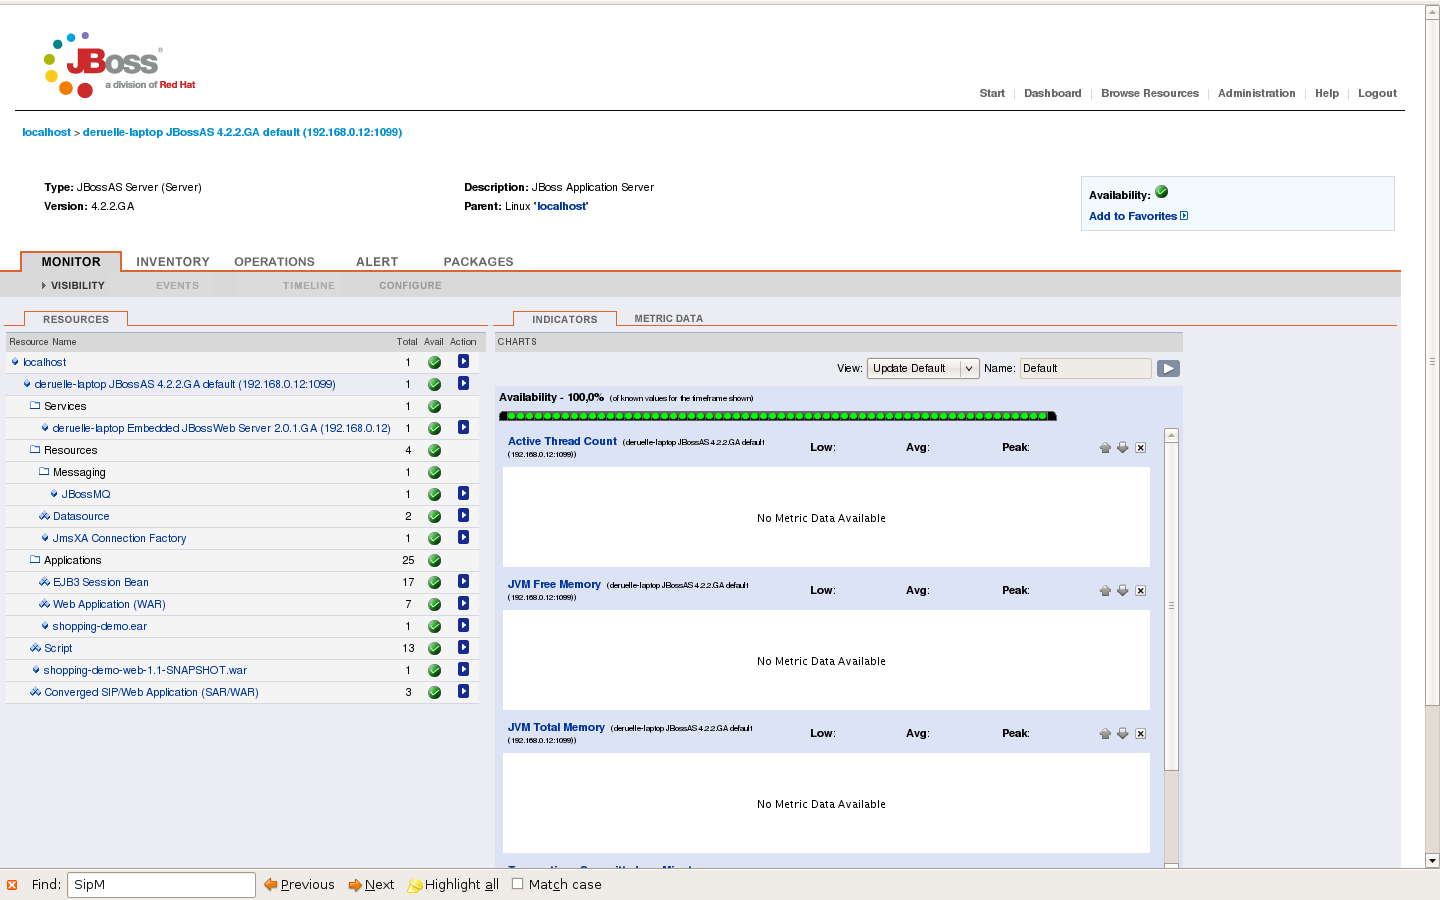 JBoss®
a division of Red Hat
Start Dashboard Browse Resources Administration Help Logout
localhost > deruelle-laptop JBossAS 4.2.2.GA default (192.168.0.12:1099)
Type: JBossAS Server (Server) Description: JBoss Application Server
Version: 4.2.2.GA Parent: Linux 'localhost'
Availability:
Add to Favorites
MONITOR INVENTORY OPERATIONS ALERT PACKAGES
VISIBILITY EVENTS TIMELINE CONFIGURE
RESOURCES
Resource Name Total Avail Action
localhost 1
deruelle-laptop JBossAS 4.2.2.GA default (192.168.0.12:1099) 1
Services 1
deruelle-laptop Embedded JBossWeb Server 2.0.1.GA (192.168.0.12) 1
Resources 4
Messaging 1
JBossMQ 1
Datasource 2
JmsXA Connection Factory 1
Applications 25
EJB3 Session Bean 17
Web Application (WAR) 7
shopping-demo.ear 1
Script 13
shopping-demo-web-1.1-SNAPSHOT.war 1
Converged SIP/Web Application (SAR/WAR) 3
INDICATORS METRIC DATA
CHARTS
View: Update Default Name: Default
Availability - 100,0% (of known values for the timeframe shown)
Active Thread Count (deruelle-laptop JBossAS 4.2.2.GA default
(192.168.0.12:1099)) Low: Avg: Peak:
No Metric Data Available
JVM Free Memory (deruelle-laptop JBossAS 4.2.2.GA default
(192.168.0.12:1099)) Low: Avg: Peak:
No Metric Data Available
JVM Total Memory (deruelle-laptop JBossAS 4.2.2.GA default
(192.168.0.12:1099)) Low: Avg: Peak:
No Metric Data Available
Find: SipM Previous Next Highlight all Match case